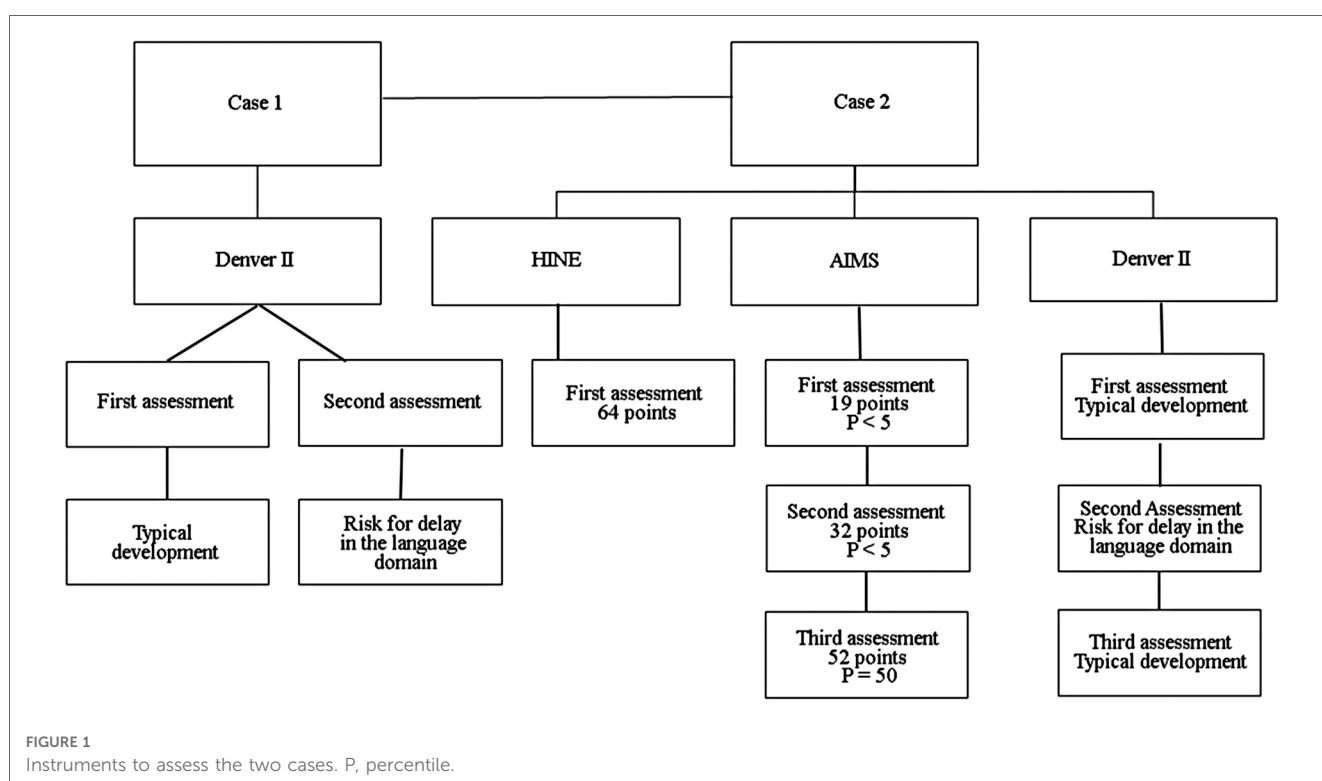 Case 1
Case 2
Denver II
HINE
AIMS
Denver II
First assessment
Second assessment
First assessment
64 points
First assessment
19 points
P < 5
First assessment
Typical development
Typical
development
Risk for delay
in the language
domain
Second assessment
32 points
P < 5
Second Assessment
Risk for delay in the
language domain
Third assessment
52 points
P = 50
Third assessment
Typical development
FIGURE 1
Instruments to assess the two cases. P, percentile.